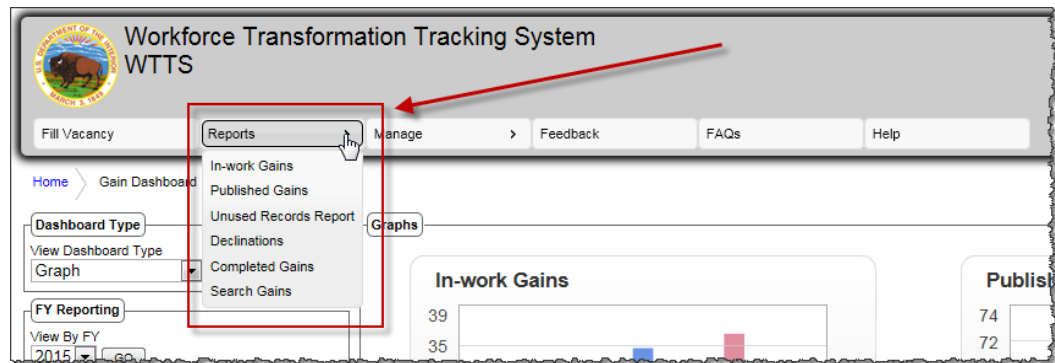 U.S. DEPARTMENT OF THE INTERIOR
MARCH 3, 1849
Workforce Transformation Tracking System
WTTS
Fill Vacancy
Reports
Manage >
Feedback
FAQs
Help
In-work Gains
Published Gains
Unused Records Report
Declinations
Completed Gains
Search Gains
Home
Gain Dashboard
Dashboard Type
View Dashboard Type
Graph
FY Reporting
View By FY
2015
GO
Graphs
In-work Gains
39
35
Publis
74
72